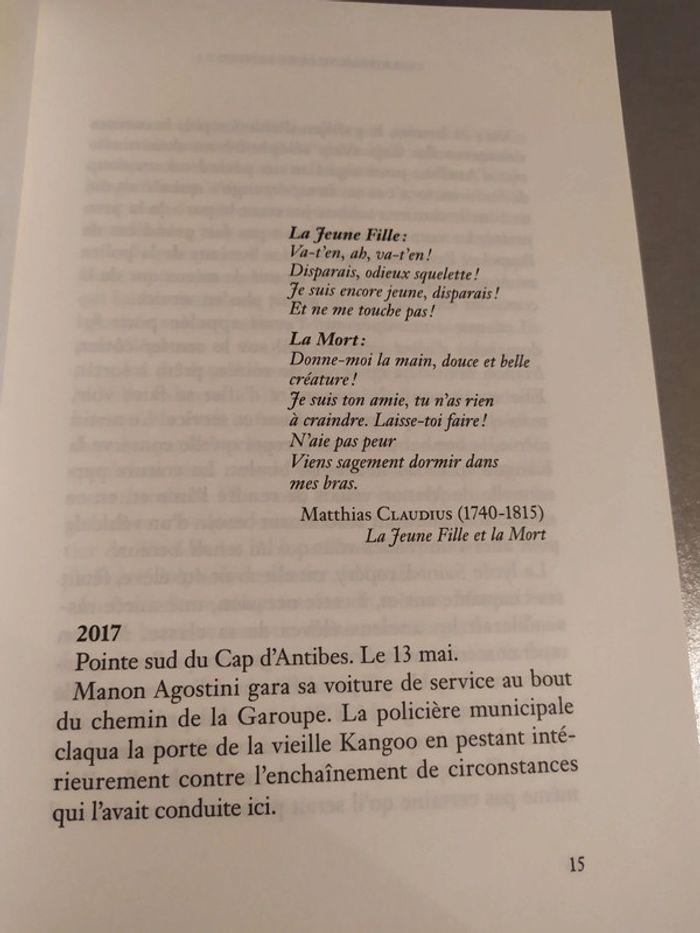 La Jeune Fille :
Va-t'en, ah, va-t'en !
Disparais, odieux squelette !
Je suis encore jeune, disparais !
Et ne me touche pas !
La Mort :
Donne-moi la main, douce et belle
créature !
Je suis ton amie, tu n'as rien
à craindre. Laisse-toi faire !
N'aie pas peur
Viens sagement dormir dans
mes bras.
Matthias CLAUDIUS (1740-1815)
La Jeune Fille et la Mort
2017
Pointe sud du Cap d'Antibes. Le 13 mai.
Manon Agostini gara sa voiture de service au bout
du chemin de la Garoupe. La policière municipale
claqua la porte de la vieille Kangoo en pestant inté-
rieurement contre l'enchaînement de circonstances
qui l'avait conduite ici.
15